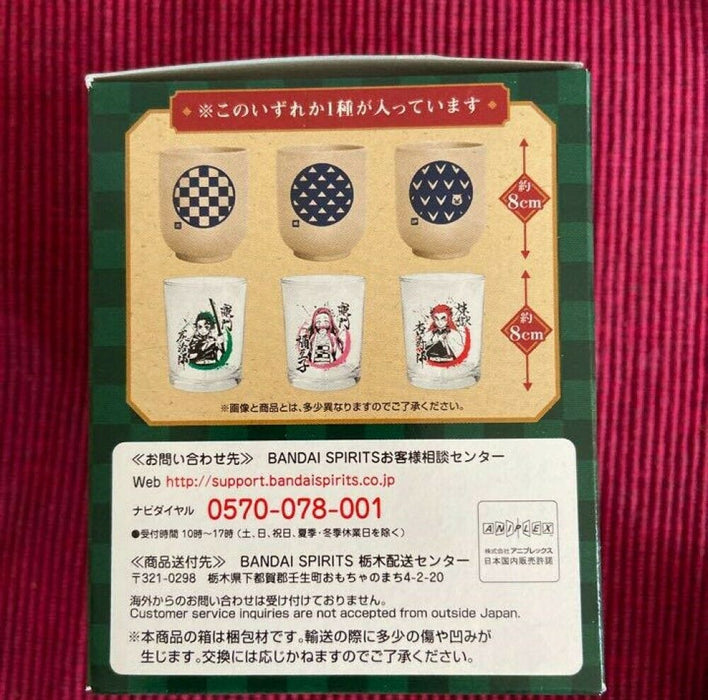 ※このいずれか1種が入っています
約
8cm
竈門
炭治郎
竈門
禰豆子
煉獄
杏寿郎
約
8cm
※画像と商品とは、多少異なりますのでご了承ください。
≪お問い合わせ先≫ BANDAI SPIRITSお客様相談センター
Web http://support.bandaispirits.co.jp
ナビダイヤル 0570-078-001
●受付時間 10時~17時(土、日、祝日、夏季・冬季休業日を除く)
≪商品送付先≫ BANDAI SPIRITS 栃木配送センター
〒321-0298 栃木県下都賀郡壬生町おもちゃのまち4-2-20
海外からのお問い合わせは受け付けておりません。
Customer service inquiries are not accepted from outside Japan.
※本商品の箱は梱包材です。輸送の際に多少の傷や凹みが
生じます。交換には応じかねますのでご了承ください。
ANIPLEX
株式会社 アニプレックス
日本国内販売許諾